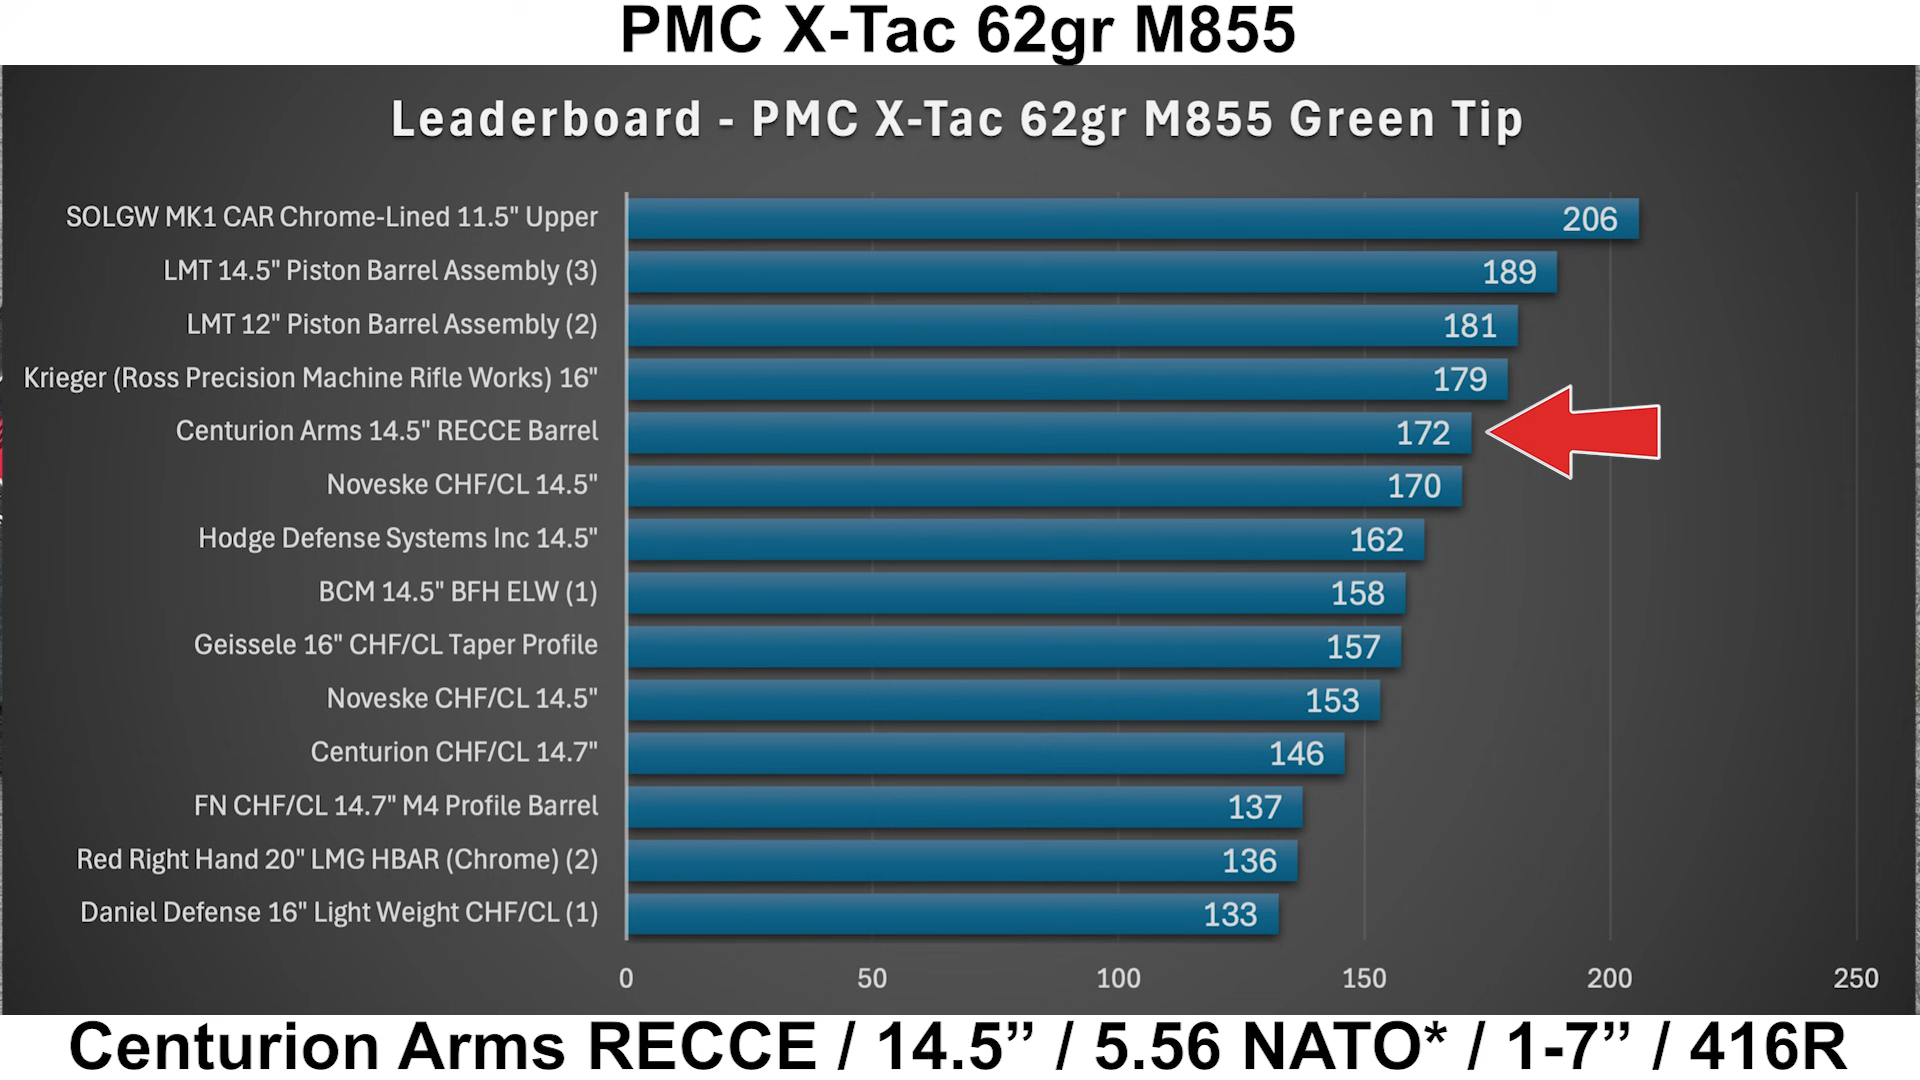 PMC X-Tac 62gr M855
Leaderboard - PMC X-Tac 62gr M855 Green Tip
SOLGW MK1 CAR Chrome-Lined 11.5" Upper 206
LMT 14.5" Piston Barrel Assembly (3) 189
LMT 12" Piston Barrel Assembly (2) 181
Krieger (Ross Precision Machine Rifle Works) 16" 179
Centurion Arms 14.5" RECCE Barrel 172
Noveske CHF/CL 14.5" 170
Hodge Defense Systems Inc 14.5" 162
BCM 14.5" BFH ELW (1) 158
Geissele 16" CHF/CL Taper Profile 157
Noveske CHF/CL 14.5" 153
Centurion CHF/CL 14.7" 146
FN CHF/CL 14.7" M4 Profile Barrel 137
Red Right Hand 20" LMG HBAR (Chrome) (2) 136
Daniel Defense 16" Light Weight CHF/CL (1) 133
0 50 100 150 200 250
Centurion Arms RECCE / 14.5” / 5.56 NATO* / 1-7” / 416R